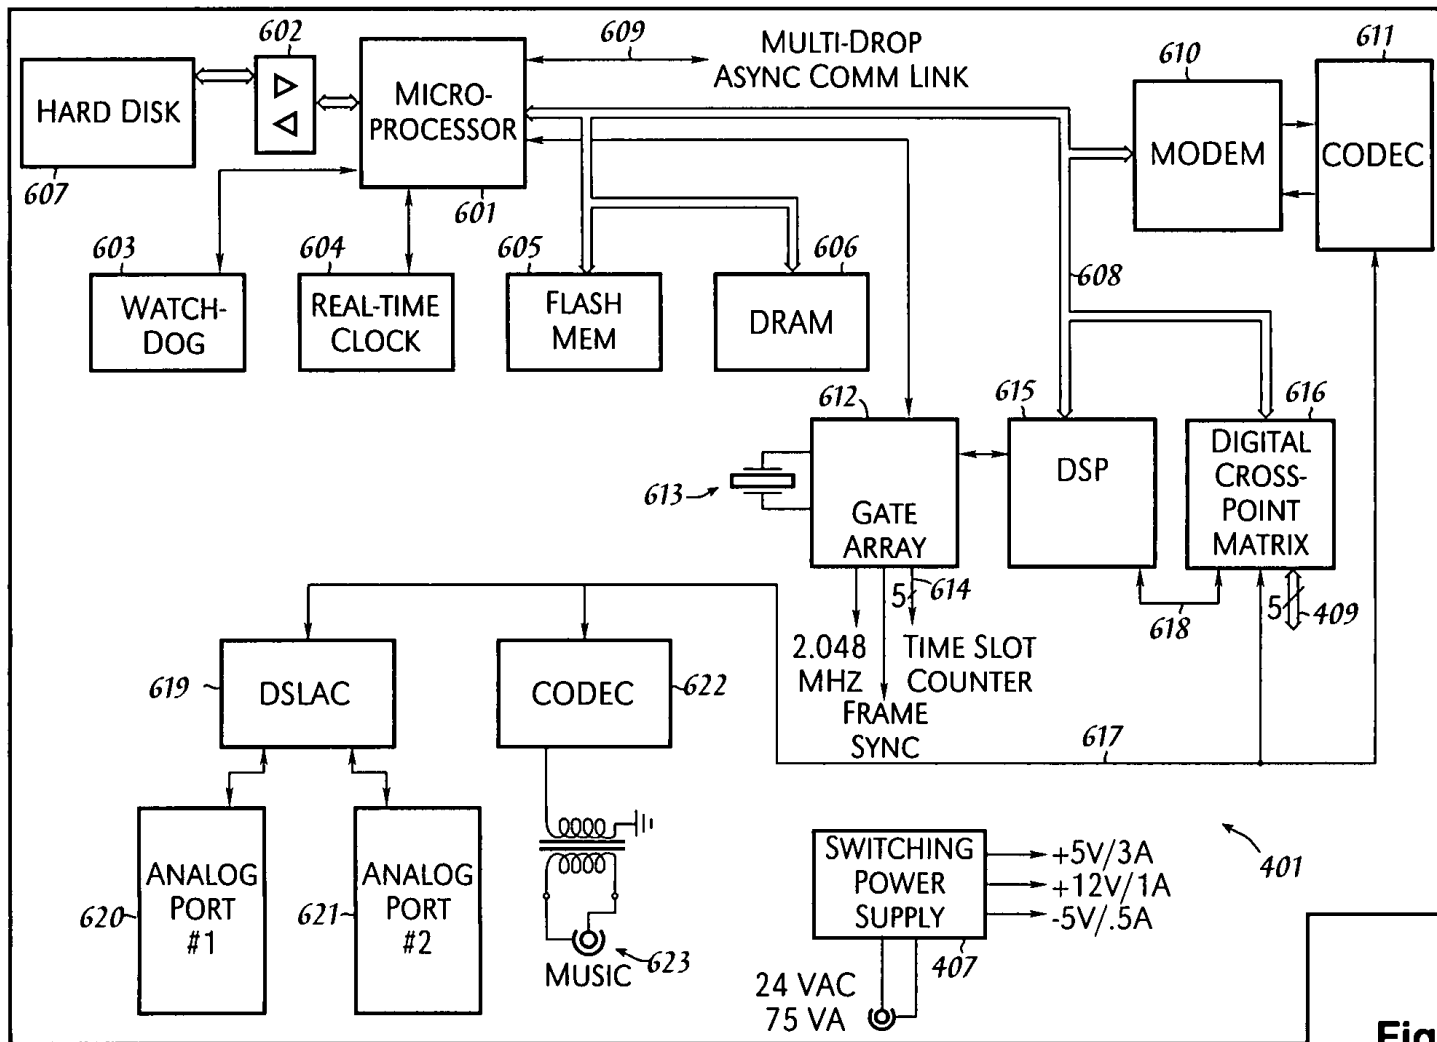 602
609
MULTI-DROP
ASYNC COMM LINK
610
611
HARD DISK
MICRO-
PROCESSOR
MODEM
CODEC
607
601
603
604
605
606
608
WATCH-
DOG
REAL-TIME
CLOCK
FLASH
MEM
DRAM
612
615
616
613
GATE
ARRAY
DSP
DIGITAL
CROSS-
POINT
MATRIX
5
614
618
5
409
2.048
MHZ
TIME SLOT
COUNTER
FRAME
SYNC
619
DSLAC
CODEC
622
617
620
ANALOG
PORT
#1
621
ANALOG
PORT
#2
MUSIC
623
SWITCHING
POWER
SUPPLY
+5V/3A
+12V/1A
-5V/.5A
401
407
24 VAC
75 VA
Fig